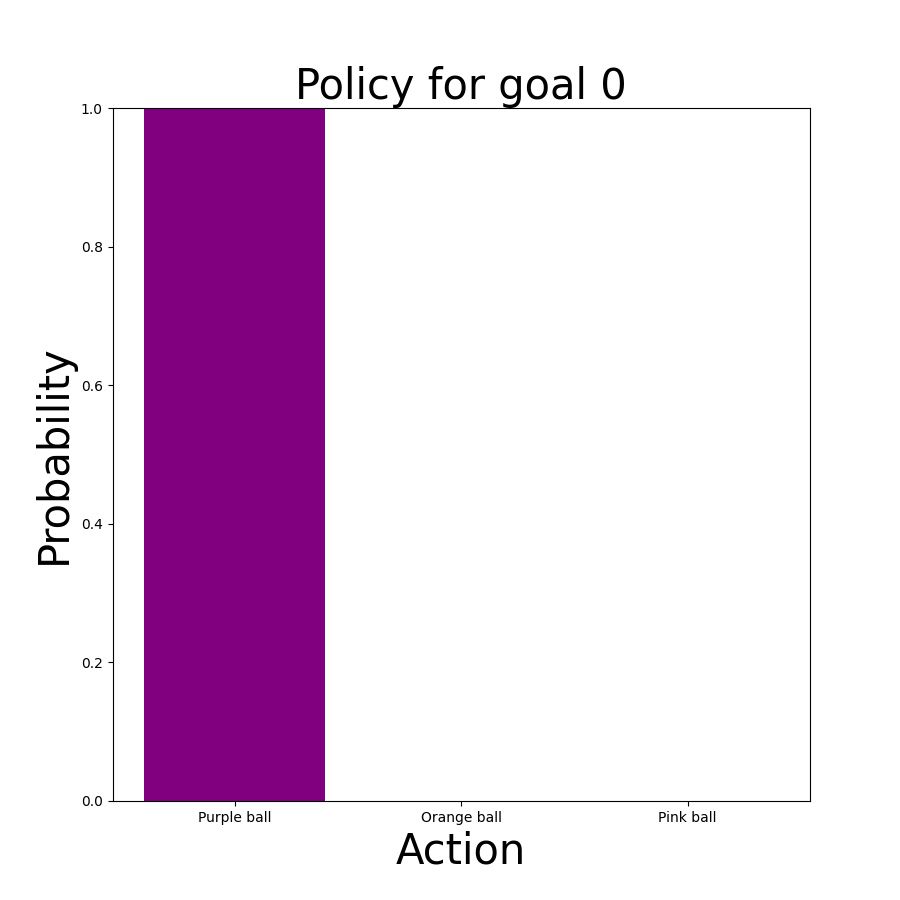 Policy for goal 0
1.0
0.8
0.6
0.4
0.2
0.0
Probability
Purple ball
Orange ball
Pink ball
Action